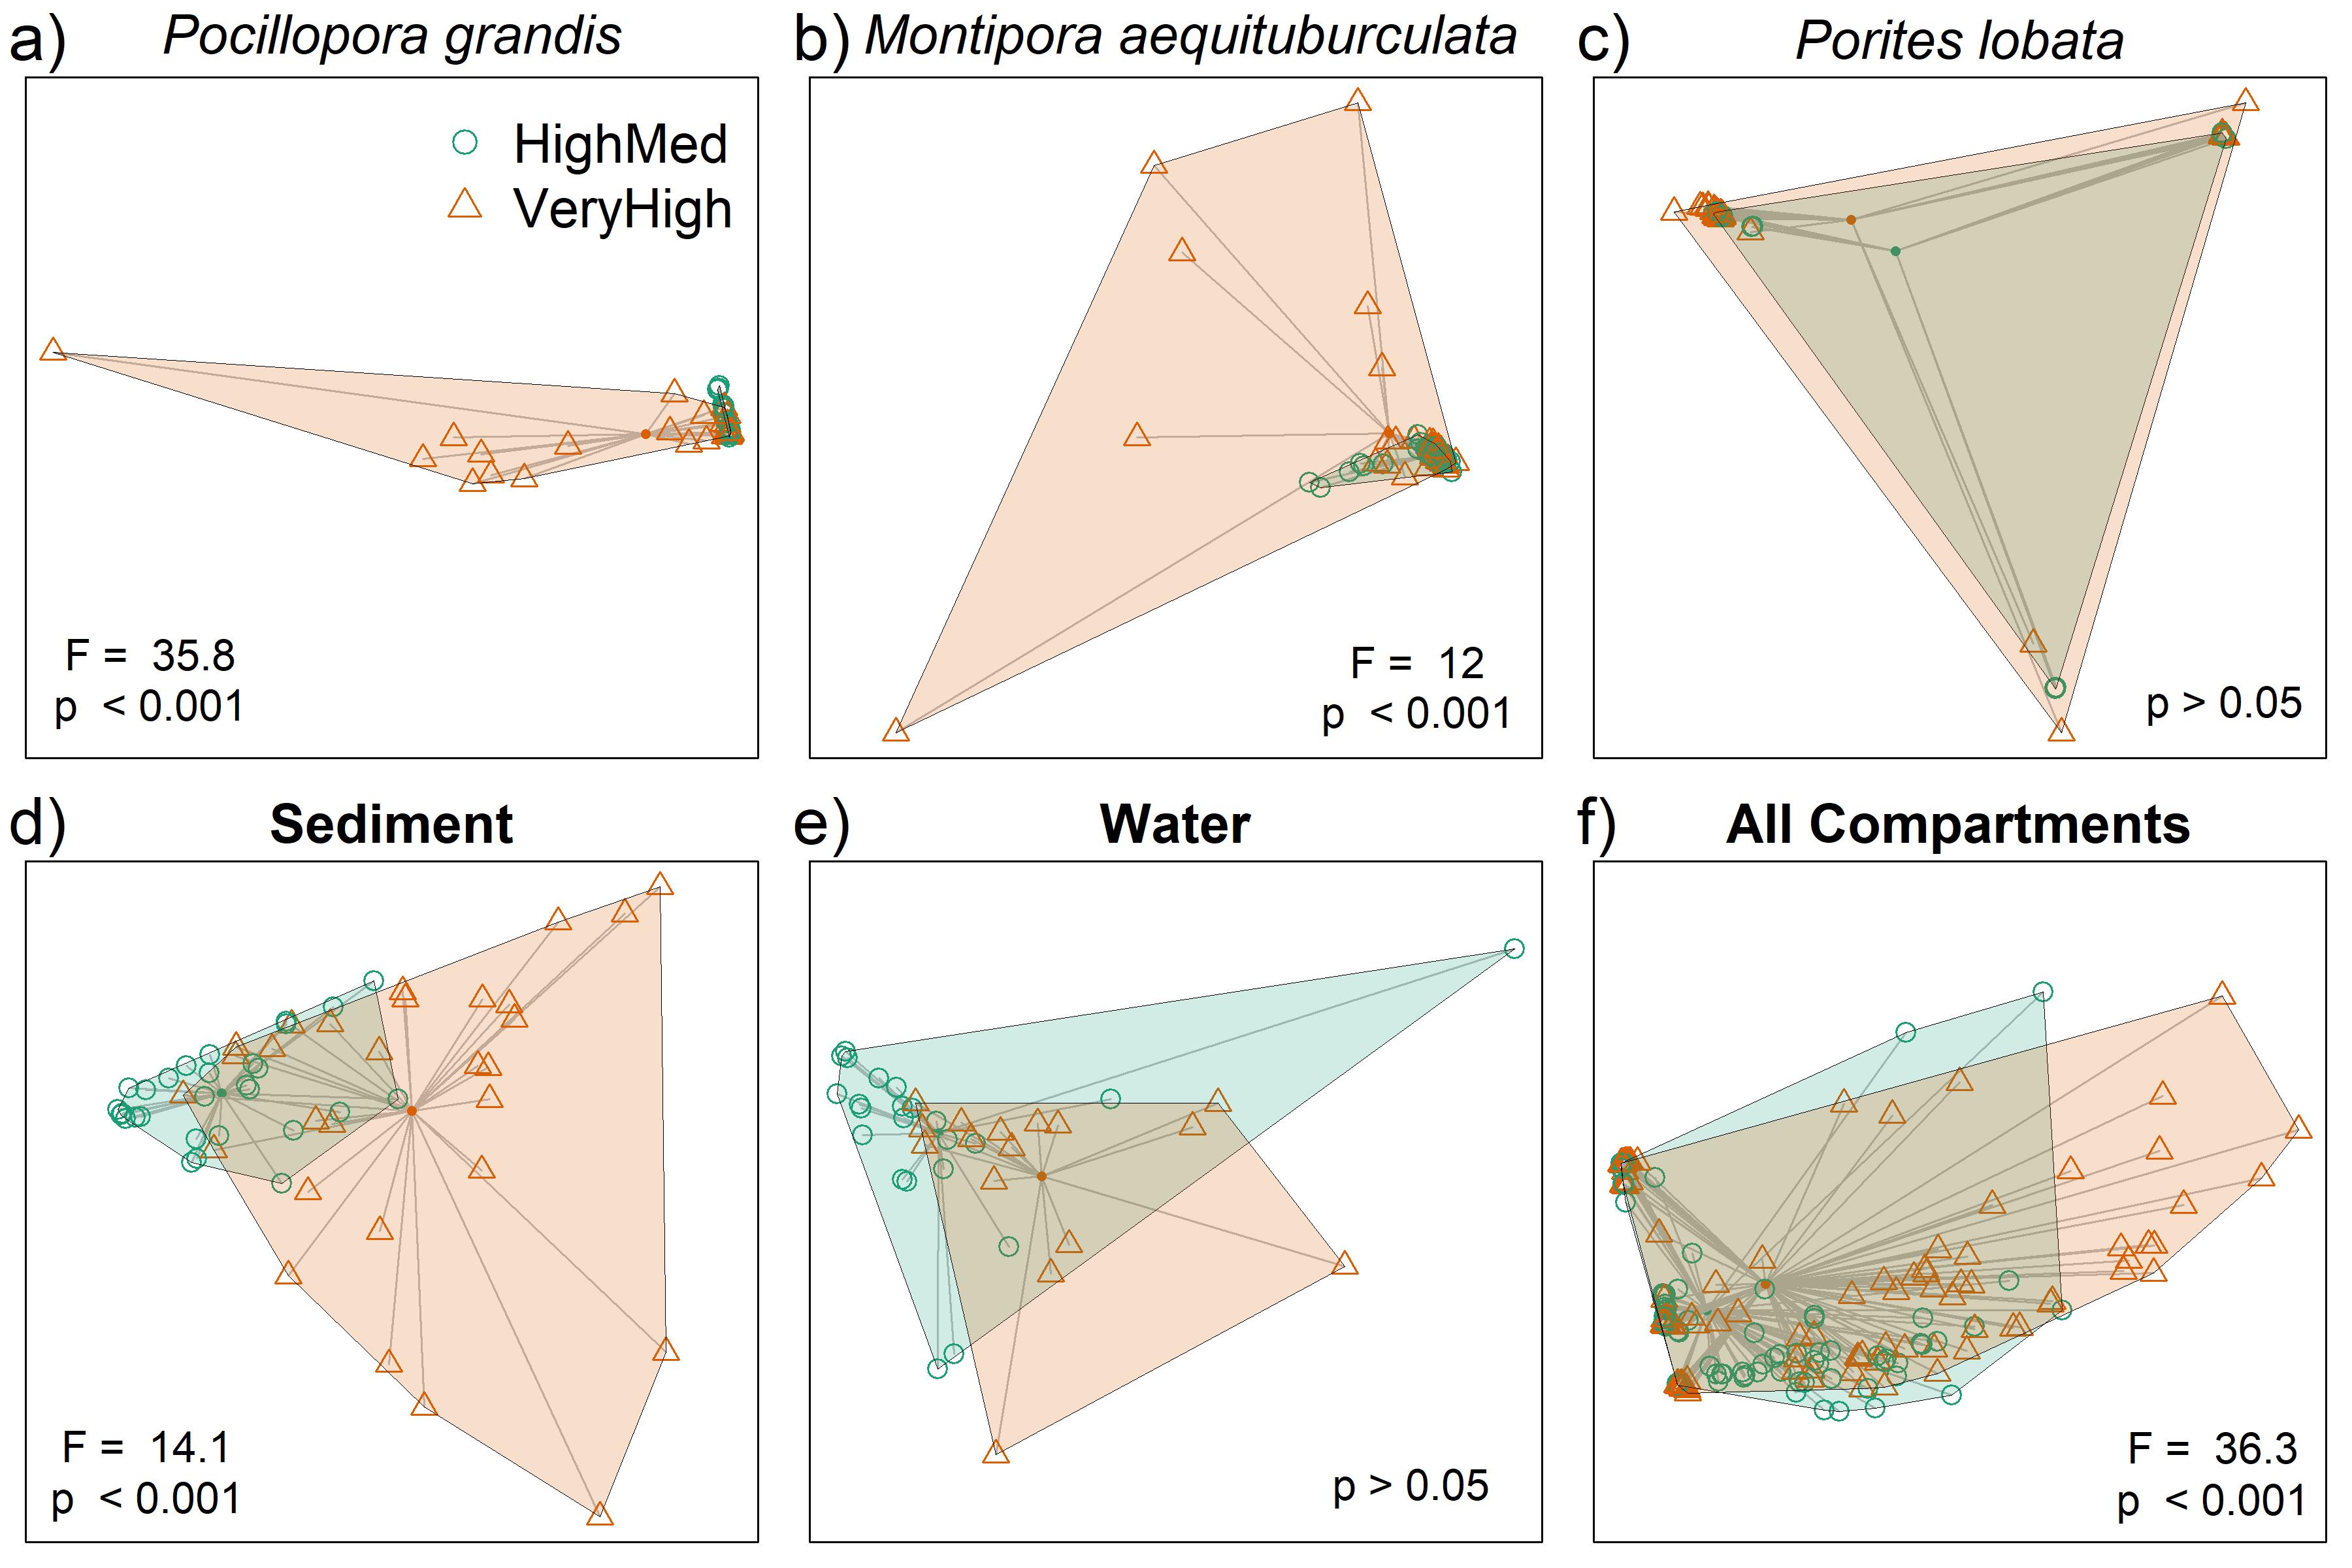 a) Pocillopora grandis
HighMed
VeryHigh
F = 35.8
p < 0.001
b) Montipora aequituburculata
F = 12
p < 0.001
c) Porites lobata
p > 0.05
d) Sediment
F = 14.1
p < 0.001
e) Water
p > 0.05
f) All Compartments
F = 36.3
p < 0.001